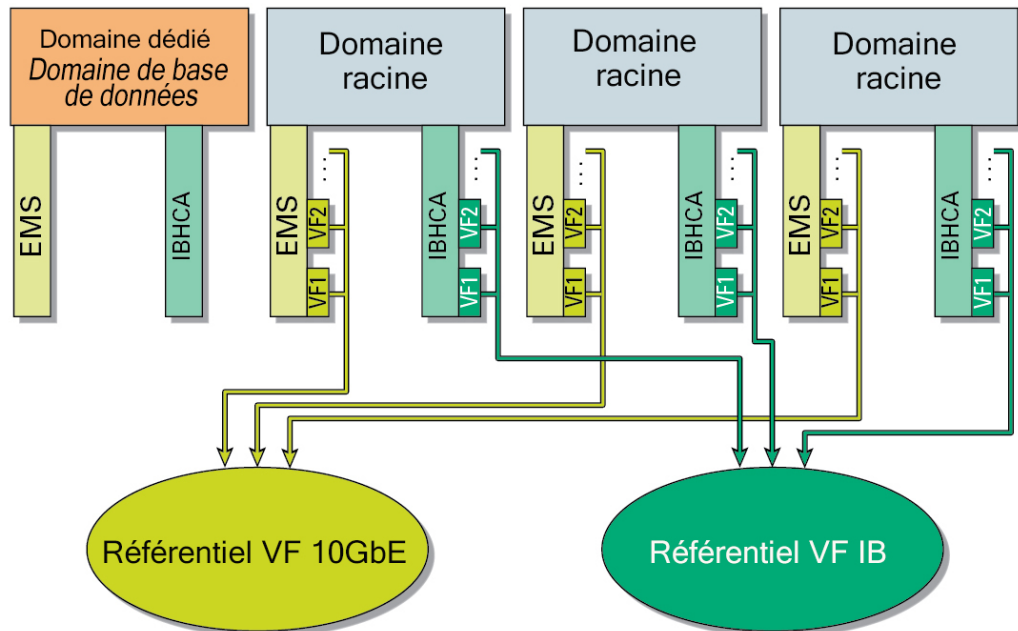 Domaine dédié
Domaine de base
de données
Domaine
racine
Domaine
racine
Domaine
racine
EMS
IBHCA
EMS
VF2
VF1
....
IBHCA
VF2
VF1
....
EMS
VF2
VF1
....
IBHCA
VF2
VF1
....
EMS
VF2
VF1
....
IBHCA
VF2
VF1
....
Référentiel VF 10GbE
Référentiel VF IB